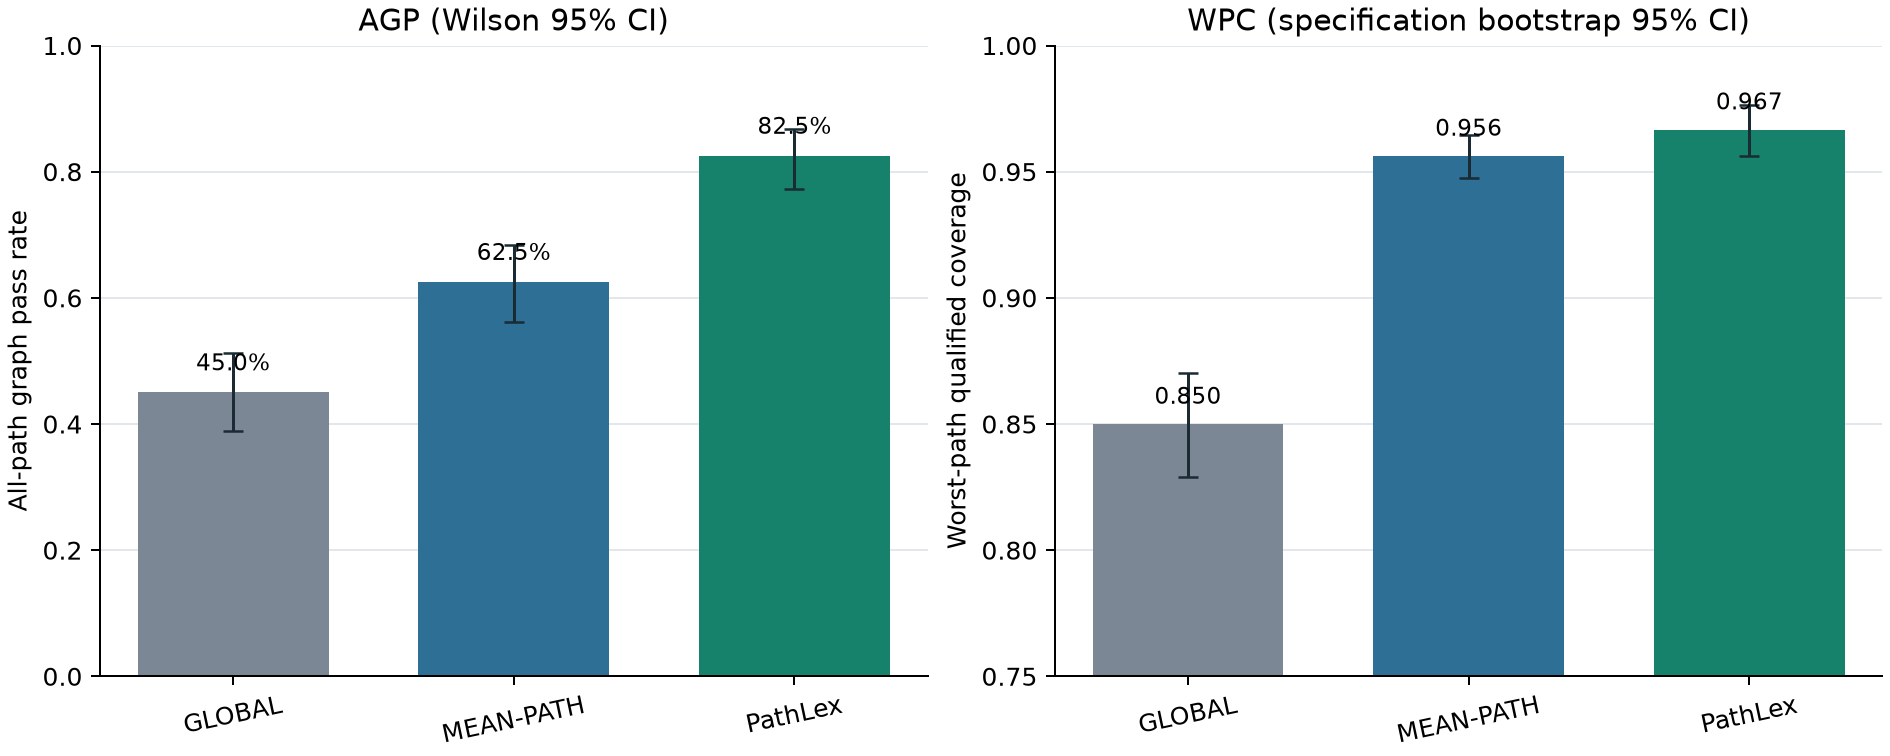 AGP (Wilson 95% CI)
All-path graph pass rate
1.0
0.8
0.6
0.4
0.2
0.0
45.0%
62.5%
82.5%
GLOBAL
MEAN-PATH
PathLex
WPC (specification bootstrap 95% CI)
Worst-path qualified coverage
1.00
0.95
0.90
0.85
0.80
0.75
0.850
0.956
0.967
GLOBAL
MEAN-PATH
PathLex